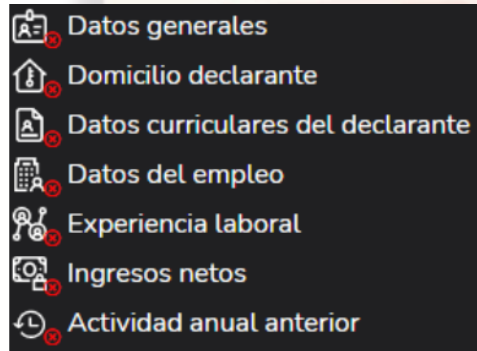 Datos generales
Domicilio declarante
Datos curriculares del declarante
Datos del empleo
Experiencia laboral
Ingresos netos
Actividad anual anterior